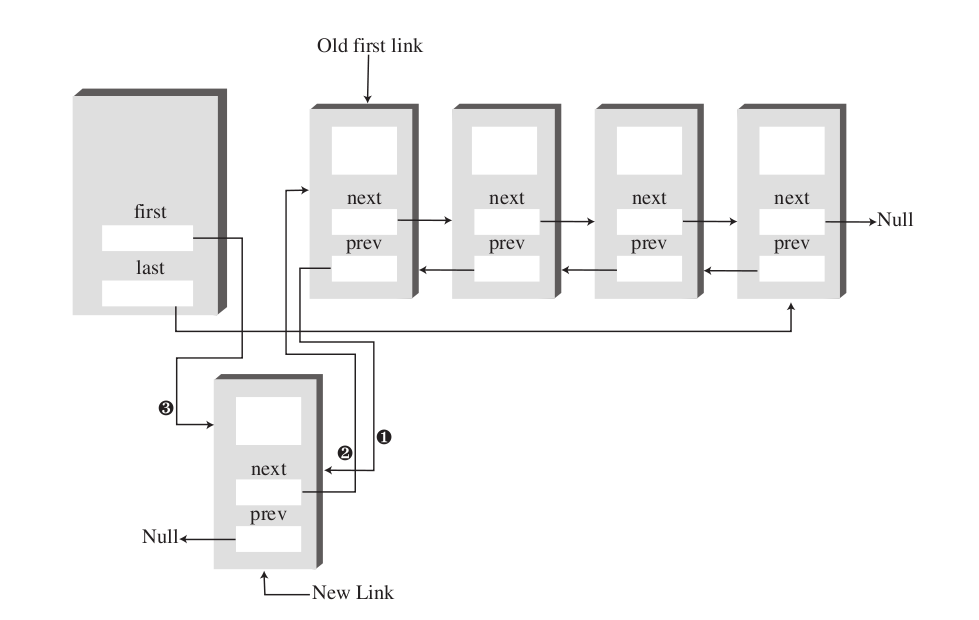 Old first link
first
last
next
prev
next
prev
next
prev
next
prev
Null
❸
❷
❶
next
prev
Null
New Link